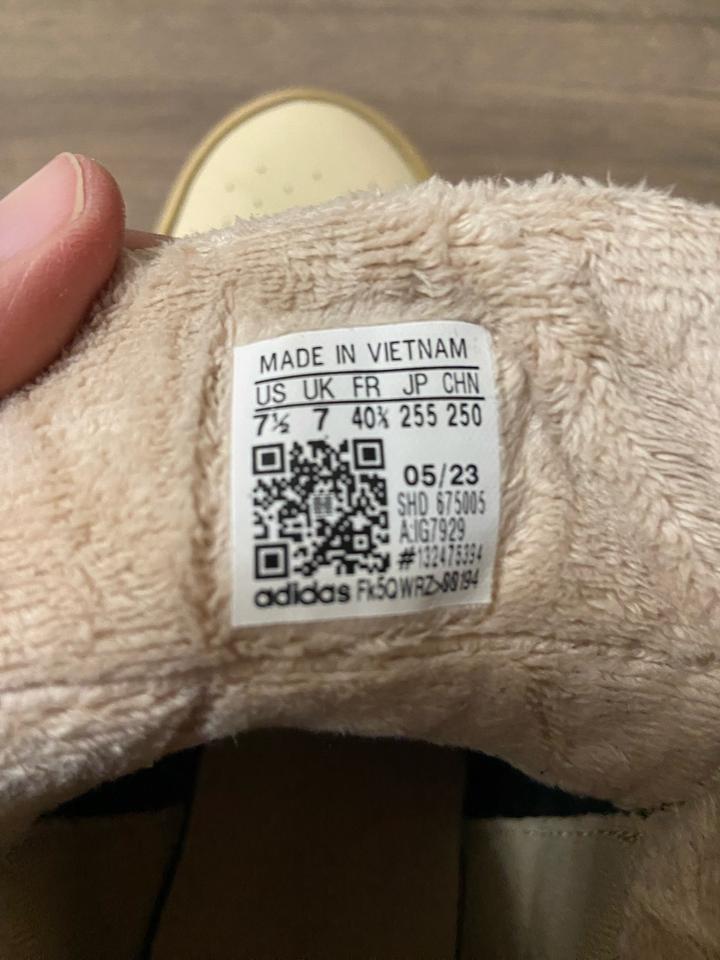 MADE IN VIETNAM
US UK FR JP CHN
7½ 7 40⅔ 255 250
05/23
SHD 675005
A:IG7929
#132475394
adidas